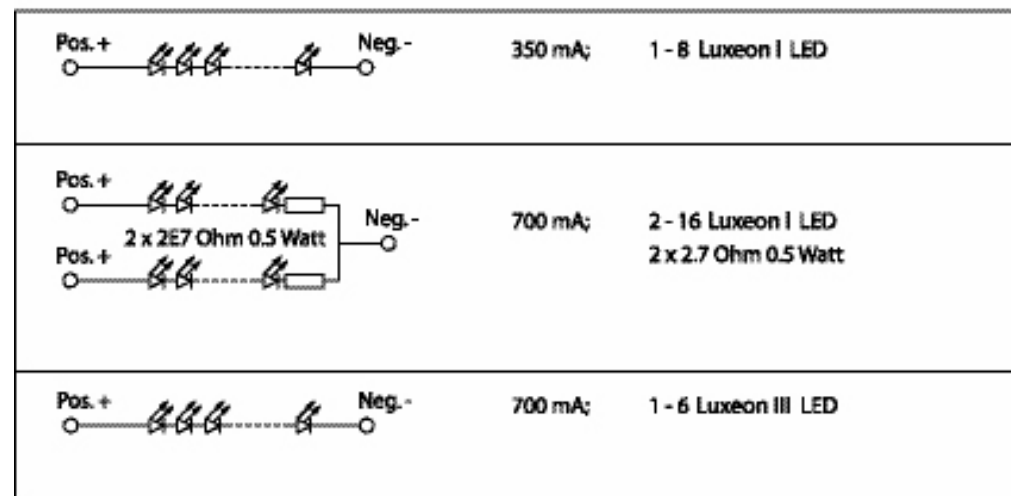 Pos. + Neg. - 350 mA; 1 - 8 Luxeon I LED
Pos. +
Neg. - 700 mA; 2 - 16 Luxeon I LED
2 x 2E7 Ohm 0.5 Watt
Pos. + 2 x 2.7 Ohm 0.5 Watt
Pos. + Neg. - 700 mA; 1 - 6 Luxeon III LED